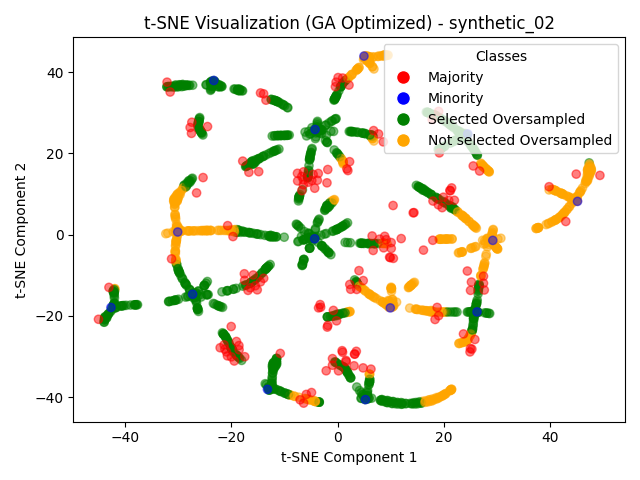 t-SNE Visualization (GA Optimized) - synthetic_02
t-SNE Component 2
40
20
0
−20
−40
−40
−20
0
20
40
t-SNE Component 1
Classes
Majority
Minority
Selected Oversampled
Not selected Oversampled